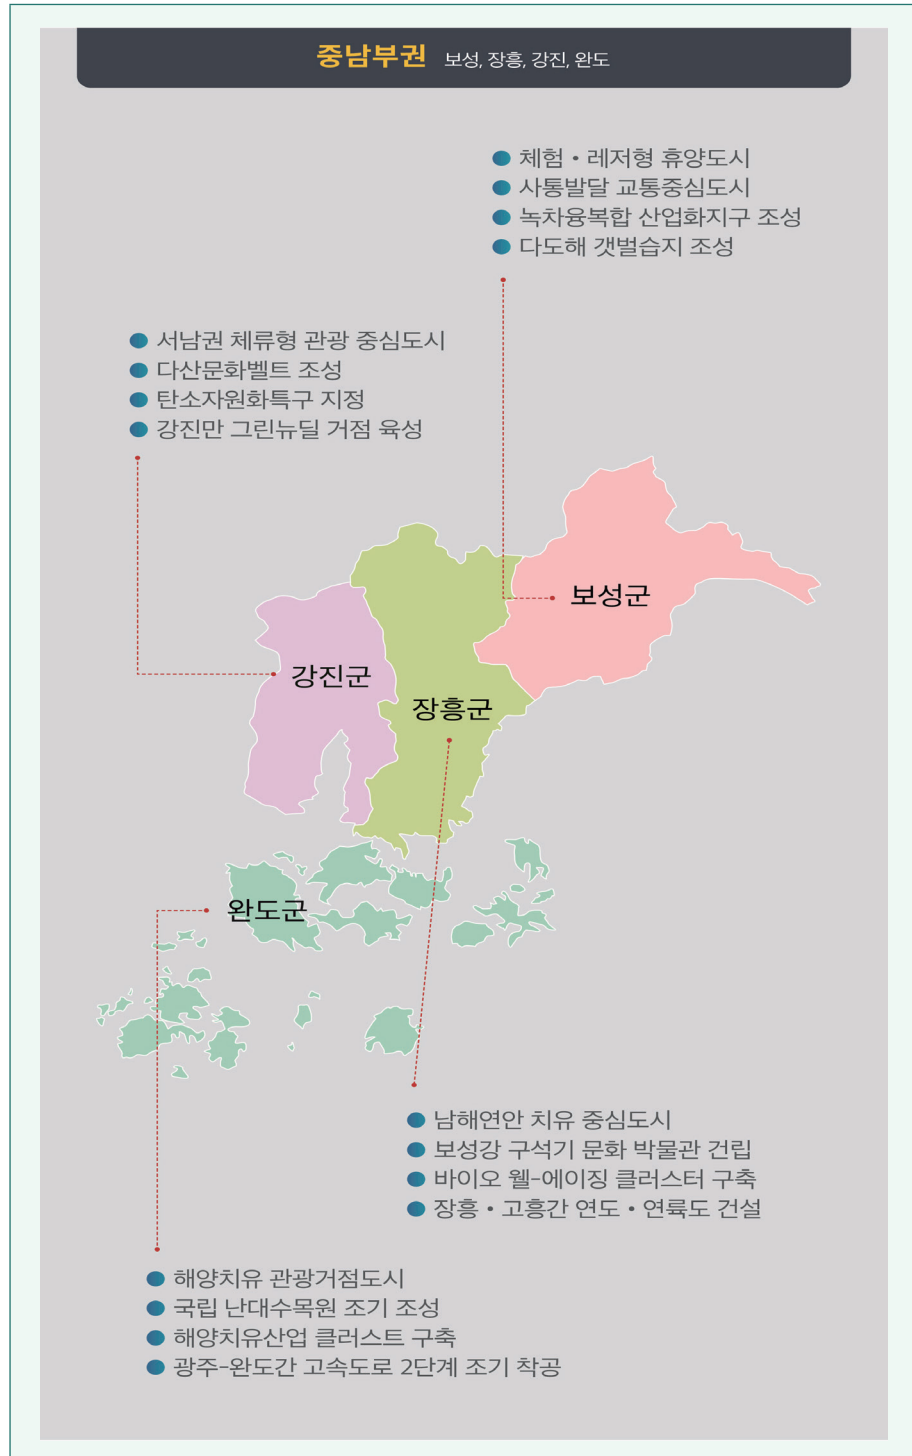 중남부권 보성, 장흥, 강진, 완도
체험・레저형 휴양도시
사통발달 교통중심도시
녹차융복합 산업화지구 조성
다도해 갯벌습지 조성
서남권 체류형 관광 중심도시
다산문화벨트 조성
탄소자원화특구 지정
강진만 그린뉴딜 거점 육성
보성군
강진군
장흥군
완도군
남해연안 치유 중심도시
보성강 구석기 문화 박물관 건립
바이오 웰-에이징 클러스터 구축
장흥・고흥간 연도・연륙도 건설
해양치유 관광거점도시
국립 난대수목원 조기 조성
해양치유산업 클러스트 구축
광주-완도간 고속도로 2단계 조기 착공